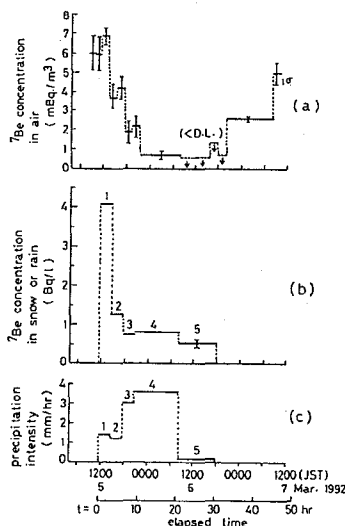 ⁷Be concentration
in air
( mBq/m³ )
8
7
6
5
4
3
2
1
0
(<D.L.)
1σ
(a)
⁷Be concentration
in snow or rain
(Bq/l)
4
3
2
1
0
1
2
3
4
5
(b)
precipitation
intensity
(mm/hr)
4
3
2
1
0
1
2
3
4
5
(c)
1200 0000 1200 0000 1200 (JST)
5 6 7 Mar. 1992
t= 0 10 20 30 40 50 hr
elapsed time